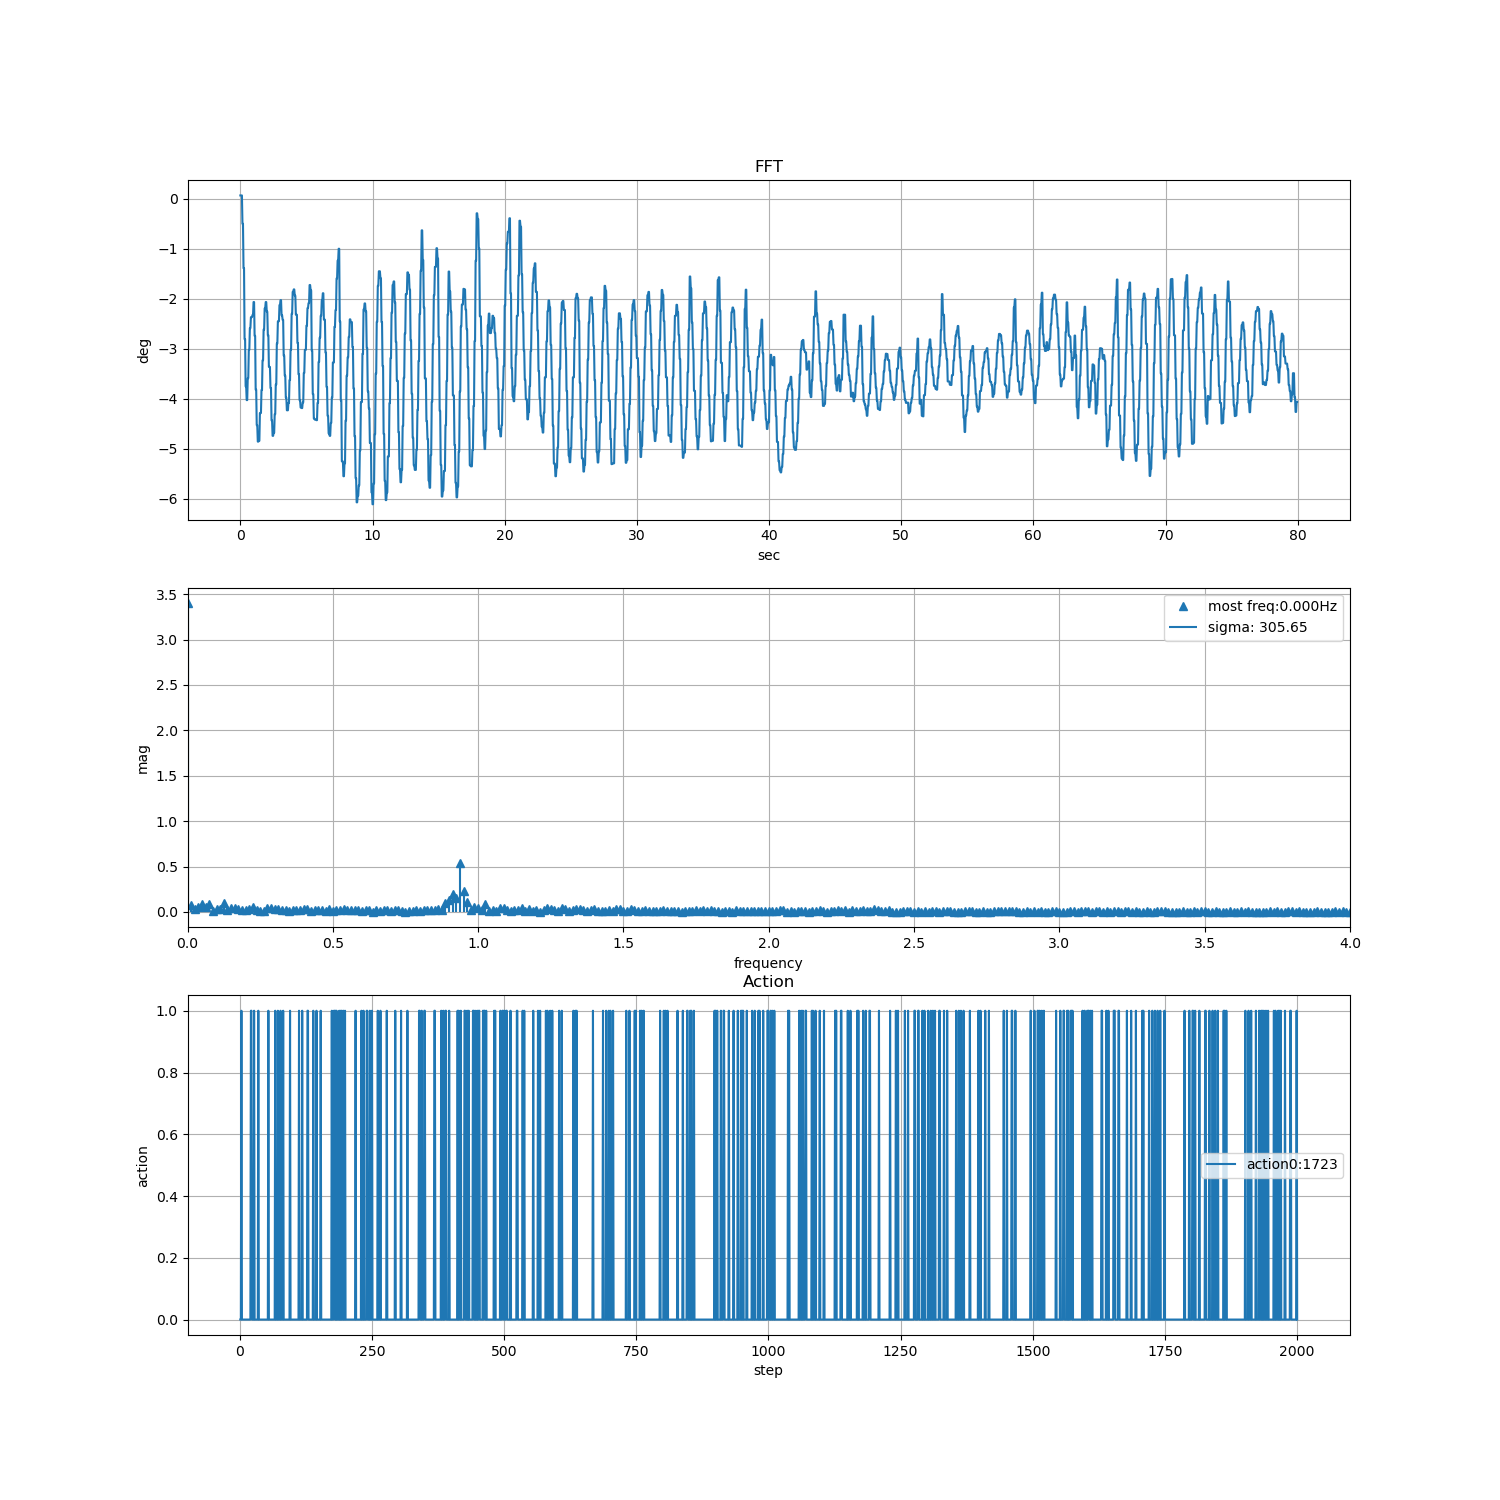 FFT
0
−1
−2
−3
−4
−5
−6
deg
0 10 20 30 40 50 60 70 80
sec
3.5
3.0
2.5
2.0
1.5
1.0
0.5
0.0
mag
most freq:0.000Hz
sigma: 305.65
0.0 0.5 1.0 1.5 2.0 2.5 3.0 3.5 4.0
frequency
Action
1.0
0.8
0.6
0.4
0.2
0.0
action
action0:1723
0 250 500 750 1000 1250 1500 1750 2000
step